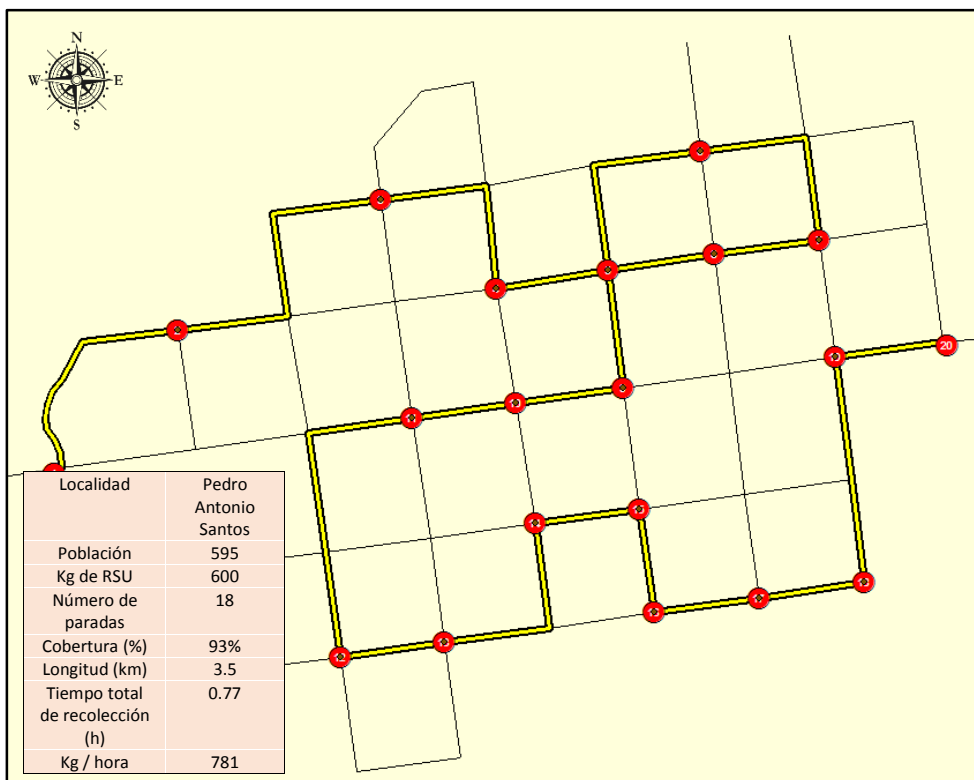 N
W E
S
20
Localidad Pedro
Antonio
Santos
Población 595
Kg de RSU 600
Número de 18
paradas
Cobertura (%) 93%
Longitud (km) 3.5
Tiempo total 0.77
de recolección
(h)
Kg / hora 781